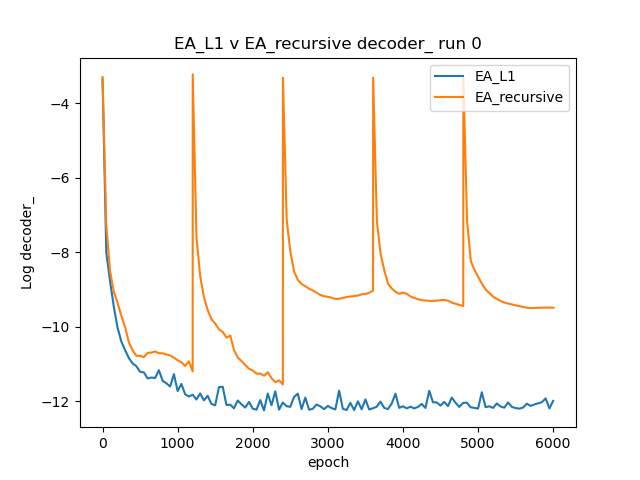 EA_L1 v EA_recursive decoder_ run 0
EA_L1
EA_recursive
Log decoder_
−4
−6
−8
−10
−12
0
1000
2000
3000
4000
5000
6000
epoch